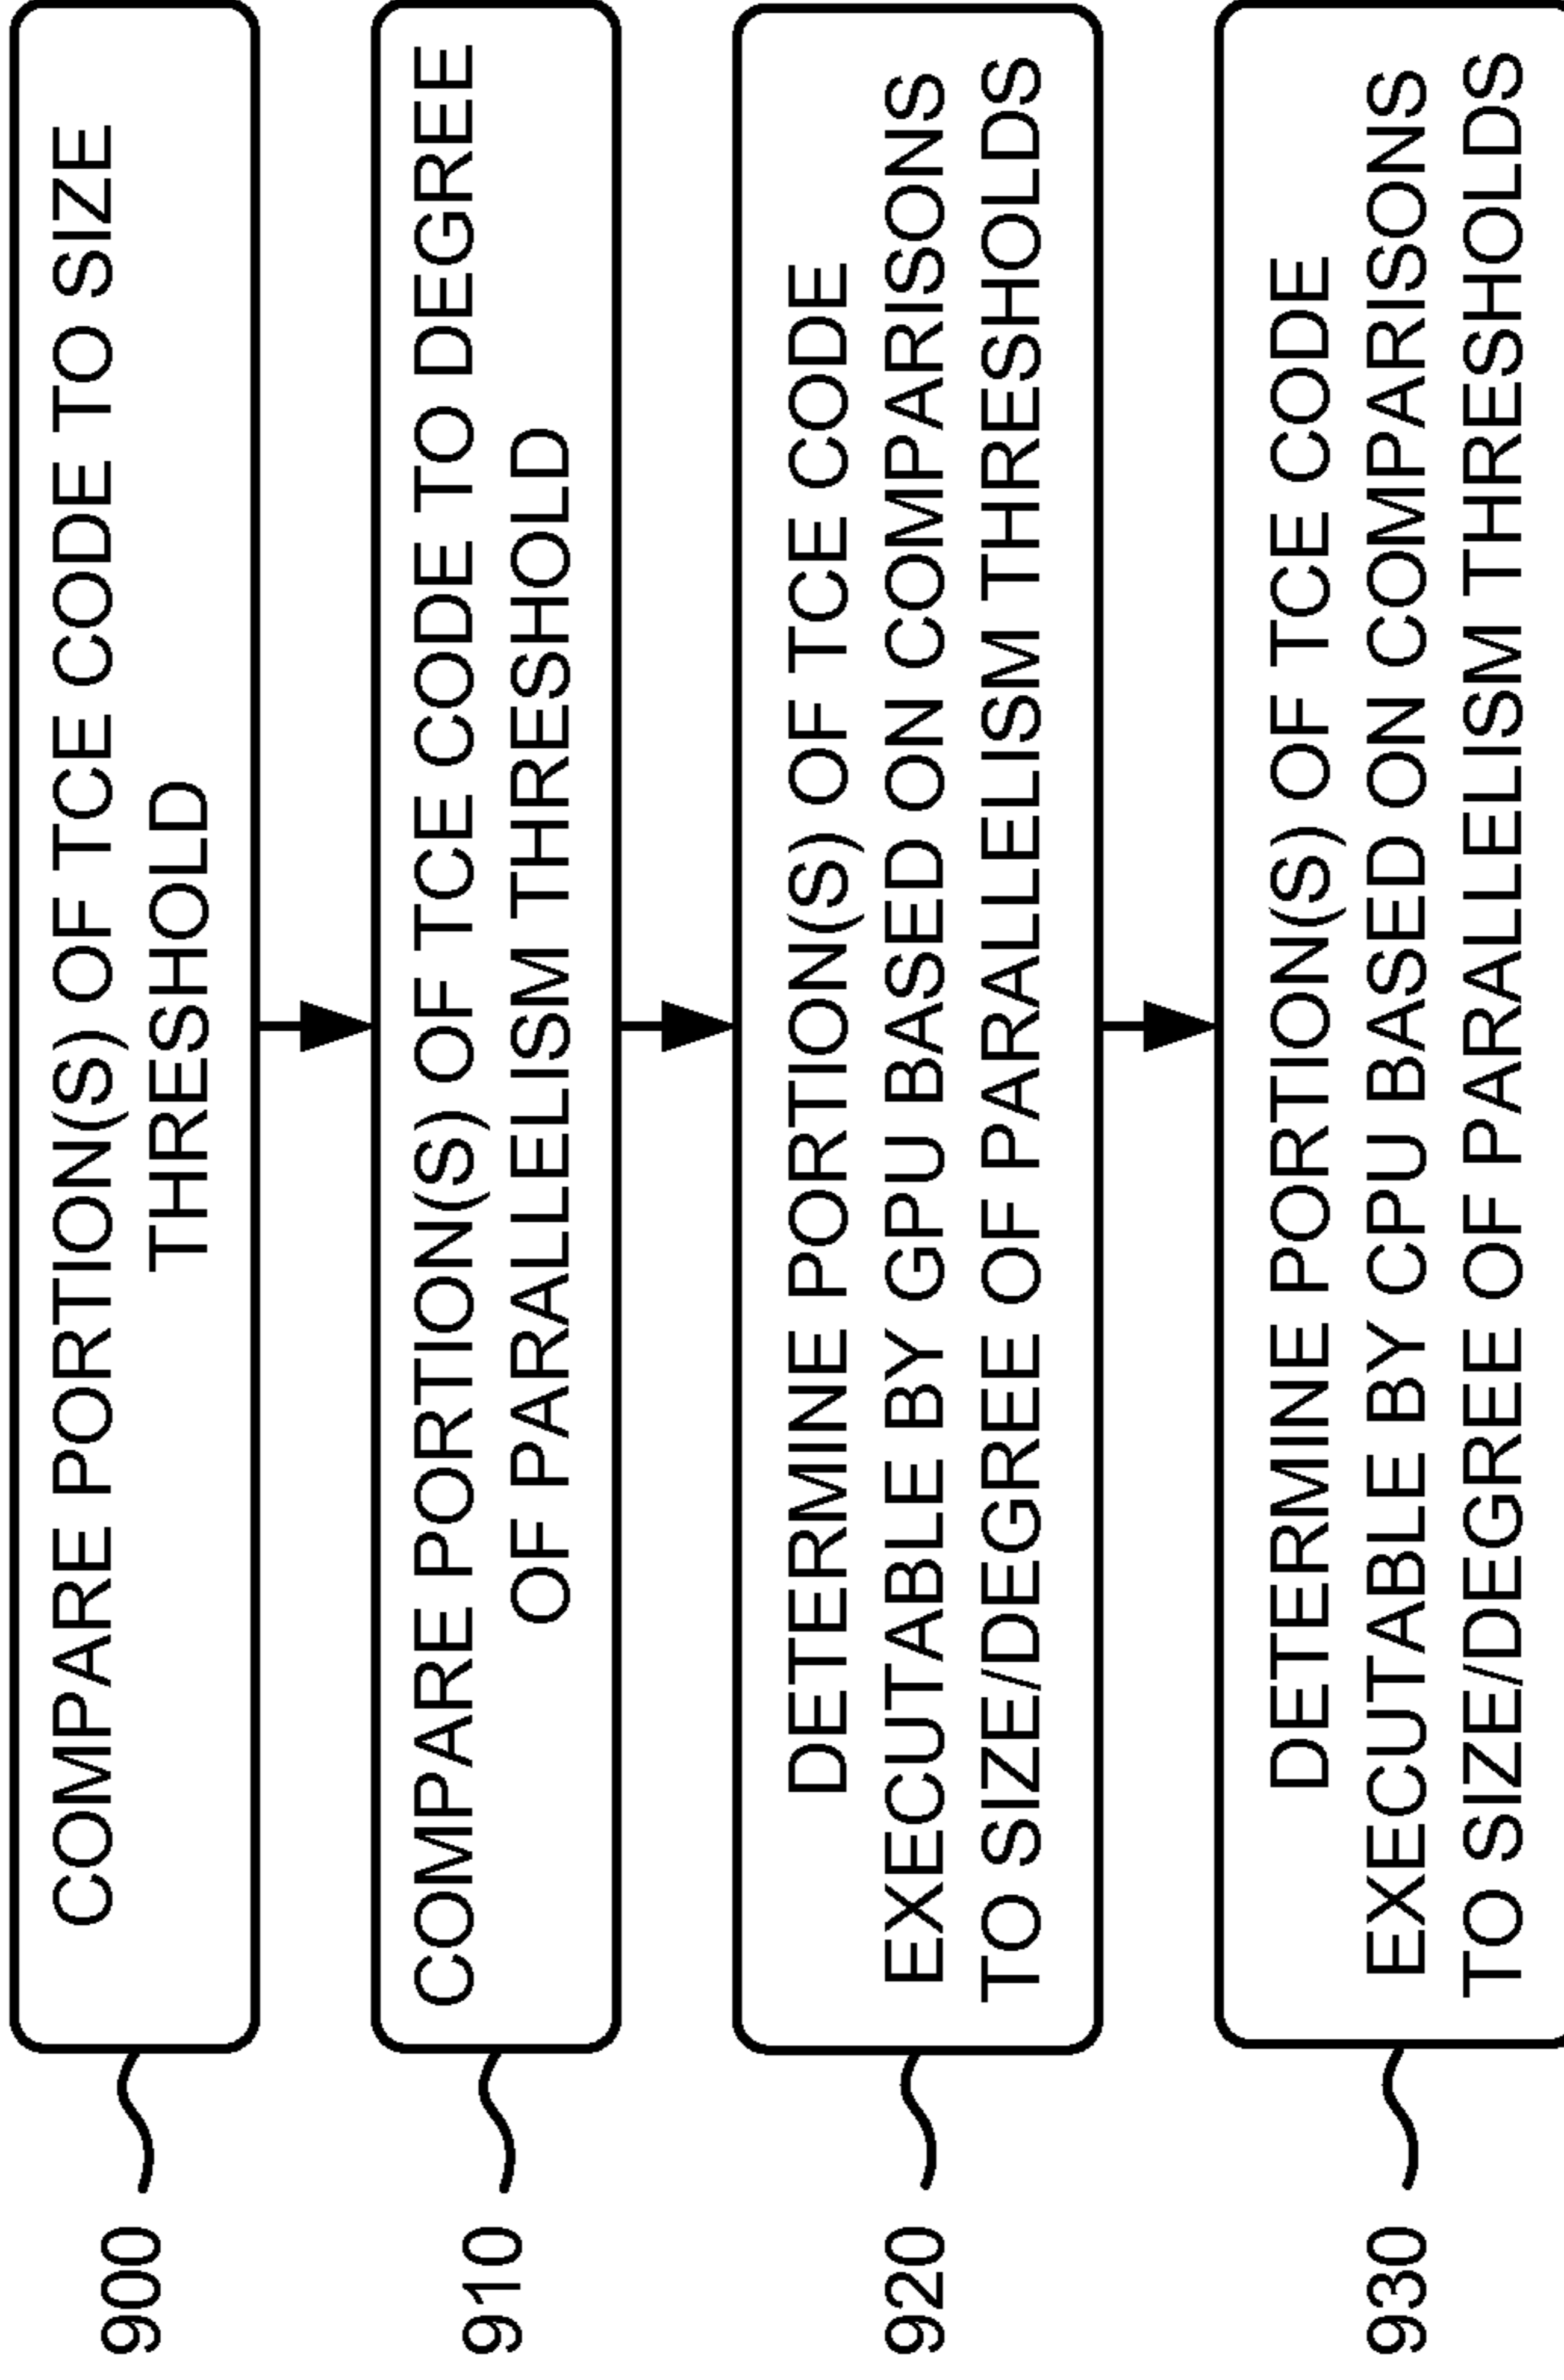 900
COMPARE PORTION(S) OF TCE CODE TO SIZE
THRESHOLD
910
COMPARE PORTION(S) OF TCE CODE TO DEGREE
OF PARALLELISM THRESHOLD
920
DETERMINE PORTION(S) OF TCE CODE
EXECUTABLE BY GPU BASED ON COMPARISONS
TO SIZE/DEGREE OF PARALLELISM THRESHOLDS
930
DETERMINE PORTION(S) OF TCE CODE
EXECUTABLE BY CPU BASED ON COMPARISONS
TO SIZE/DEGREE OF PARALLELISM THRESHOLDS